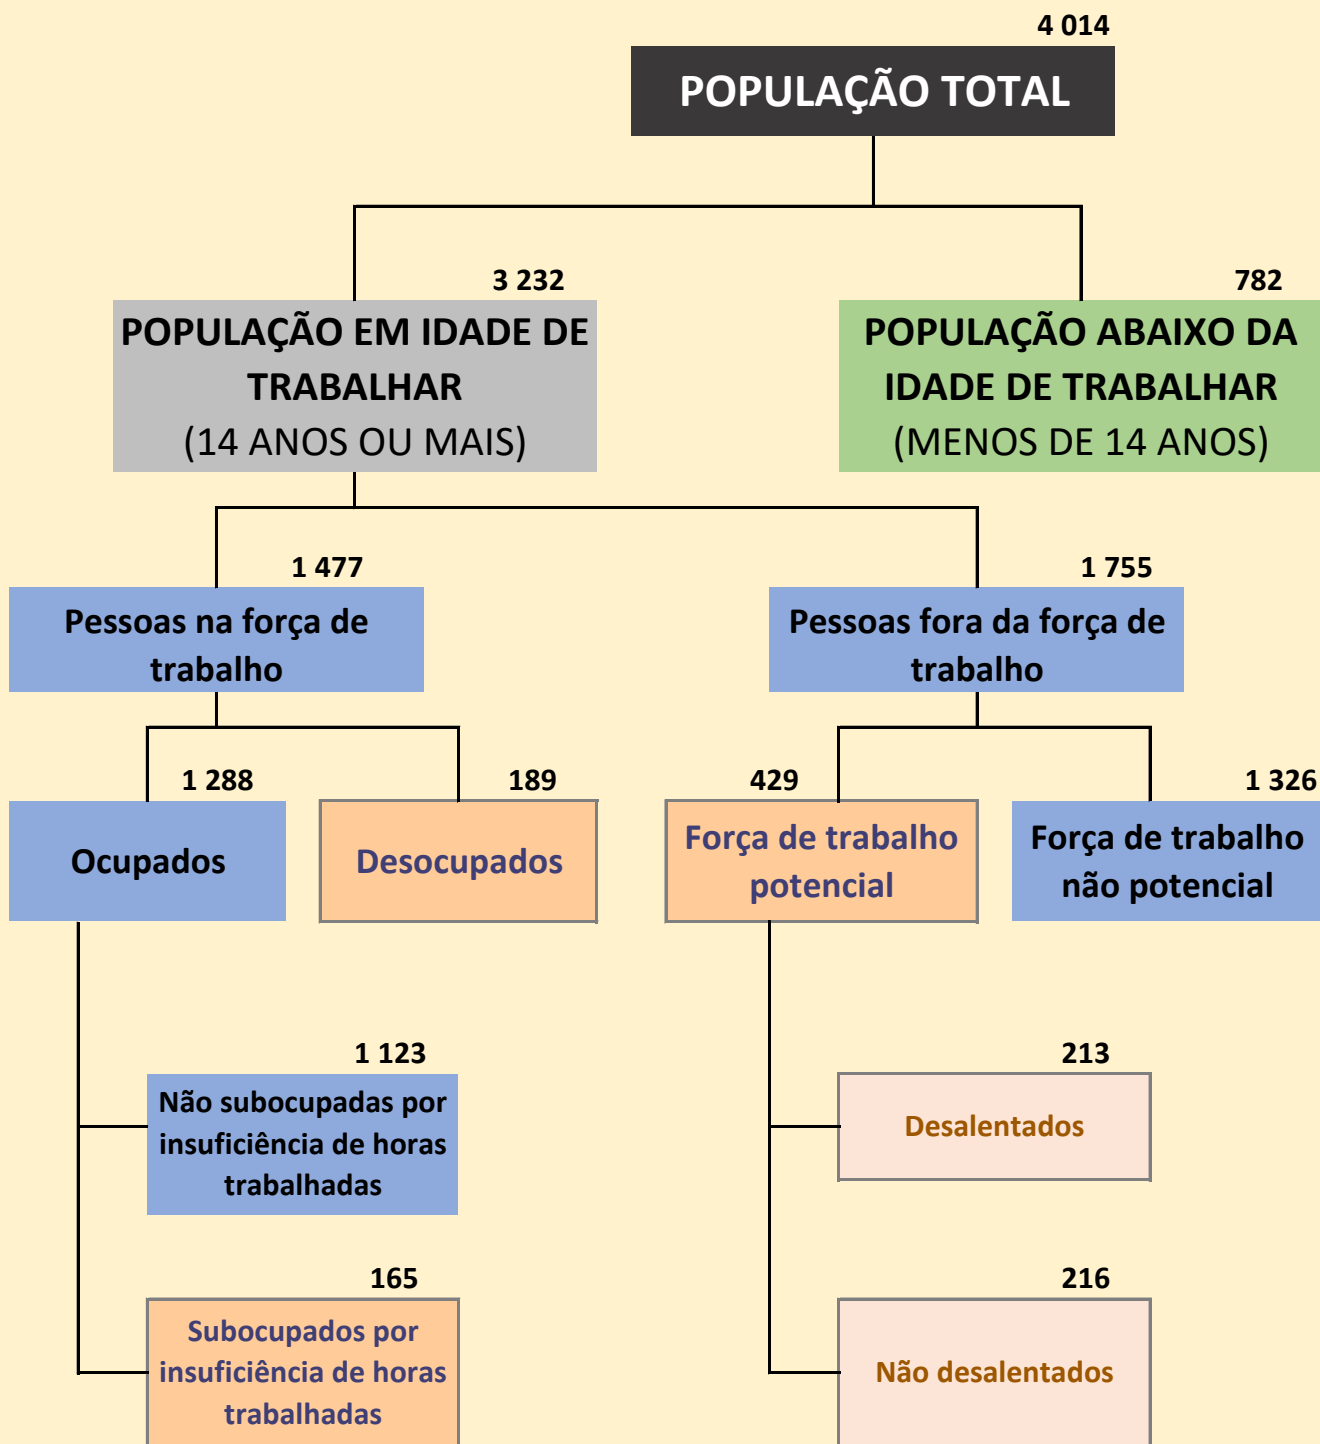 4 014
POPULAÇÃO TOTAL
3 232
POPULAÇÃO EM IDADE DE
TRABALHAR
(14 ANOS OU MAIS)
782
POPULAÇÃO ABAIXO DA
IDADE DE TRABALHAR
(MENOS DE 14 ANOS)
1 477
Pessoas na força de
trabalho
1 755
Pessoas fora da força de
trabalho
1 288
Ocupados
189
Desocupados
429
Força de trabalho
potencial
1 326
Força de trabalho
não potencial
1 123
Não subocupadas por
insuficiência de horas
trabalhadas
213
Desalentados
165
Subocupados por
insuficiência de horas
trabalhadas
216
Não desalentados